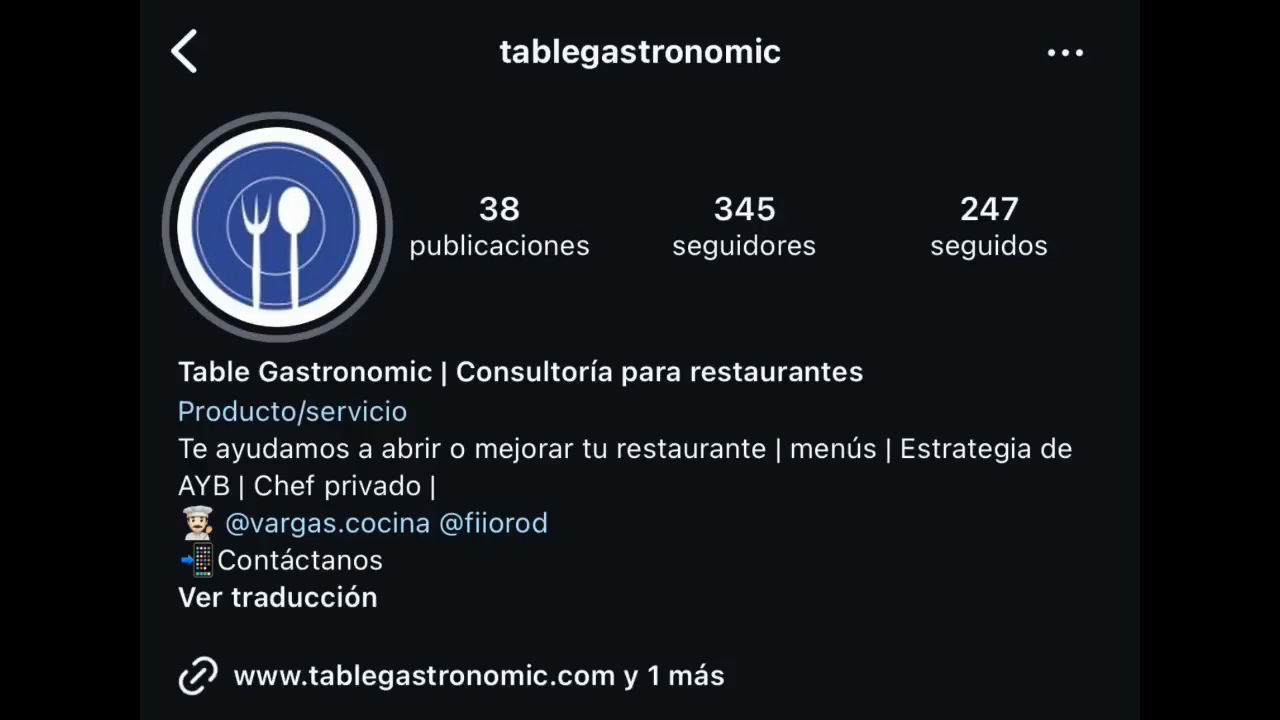 tablegastronomic
38 345 247
publicaciones seguidores seguidos
Table Gastronomic | Consultoría para restaurantes
Producto/servicio
Te ayudamos a abrir o mejorar tu restaurante | menús | Estrategia de
AYB | Chef privado |
@vargas.cocina @fiiorod
Contáctanos
Ver traducción
www.tablegastronomic.com y 1 más